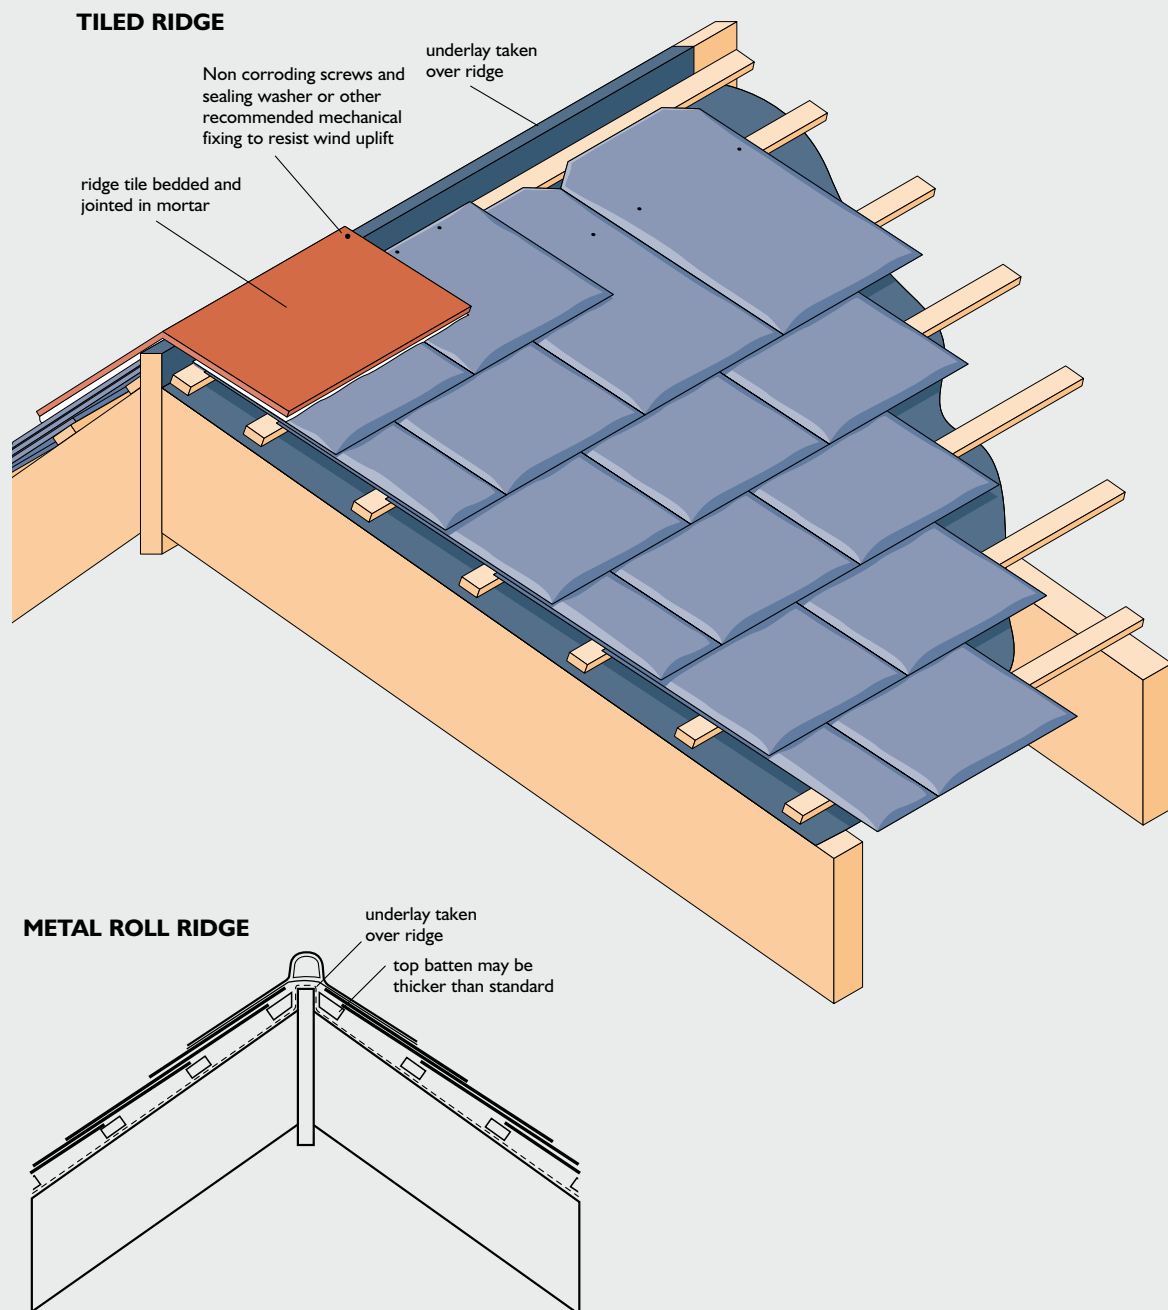 TILED RIDGE
underlay taken
over ridge
Non corroding screws and
sealing washer or other
recommended mechanical
fixing to resist wind uplift
ridge tile bedded and
jointed in mortar
METAL ROLL RIDGE
underlay taken
over ridge
top batten may be
thicker than standard